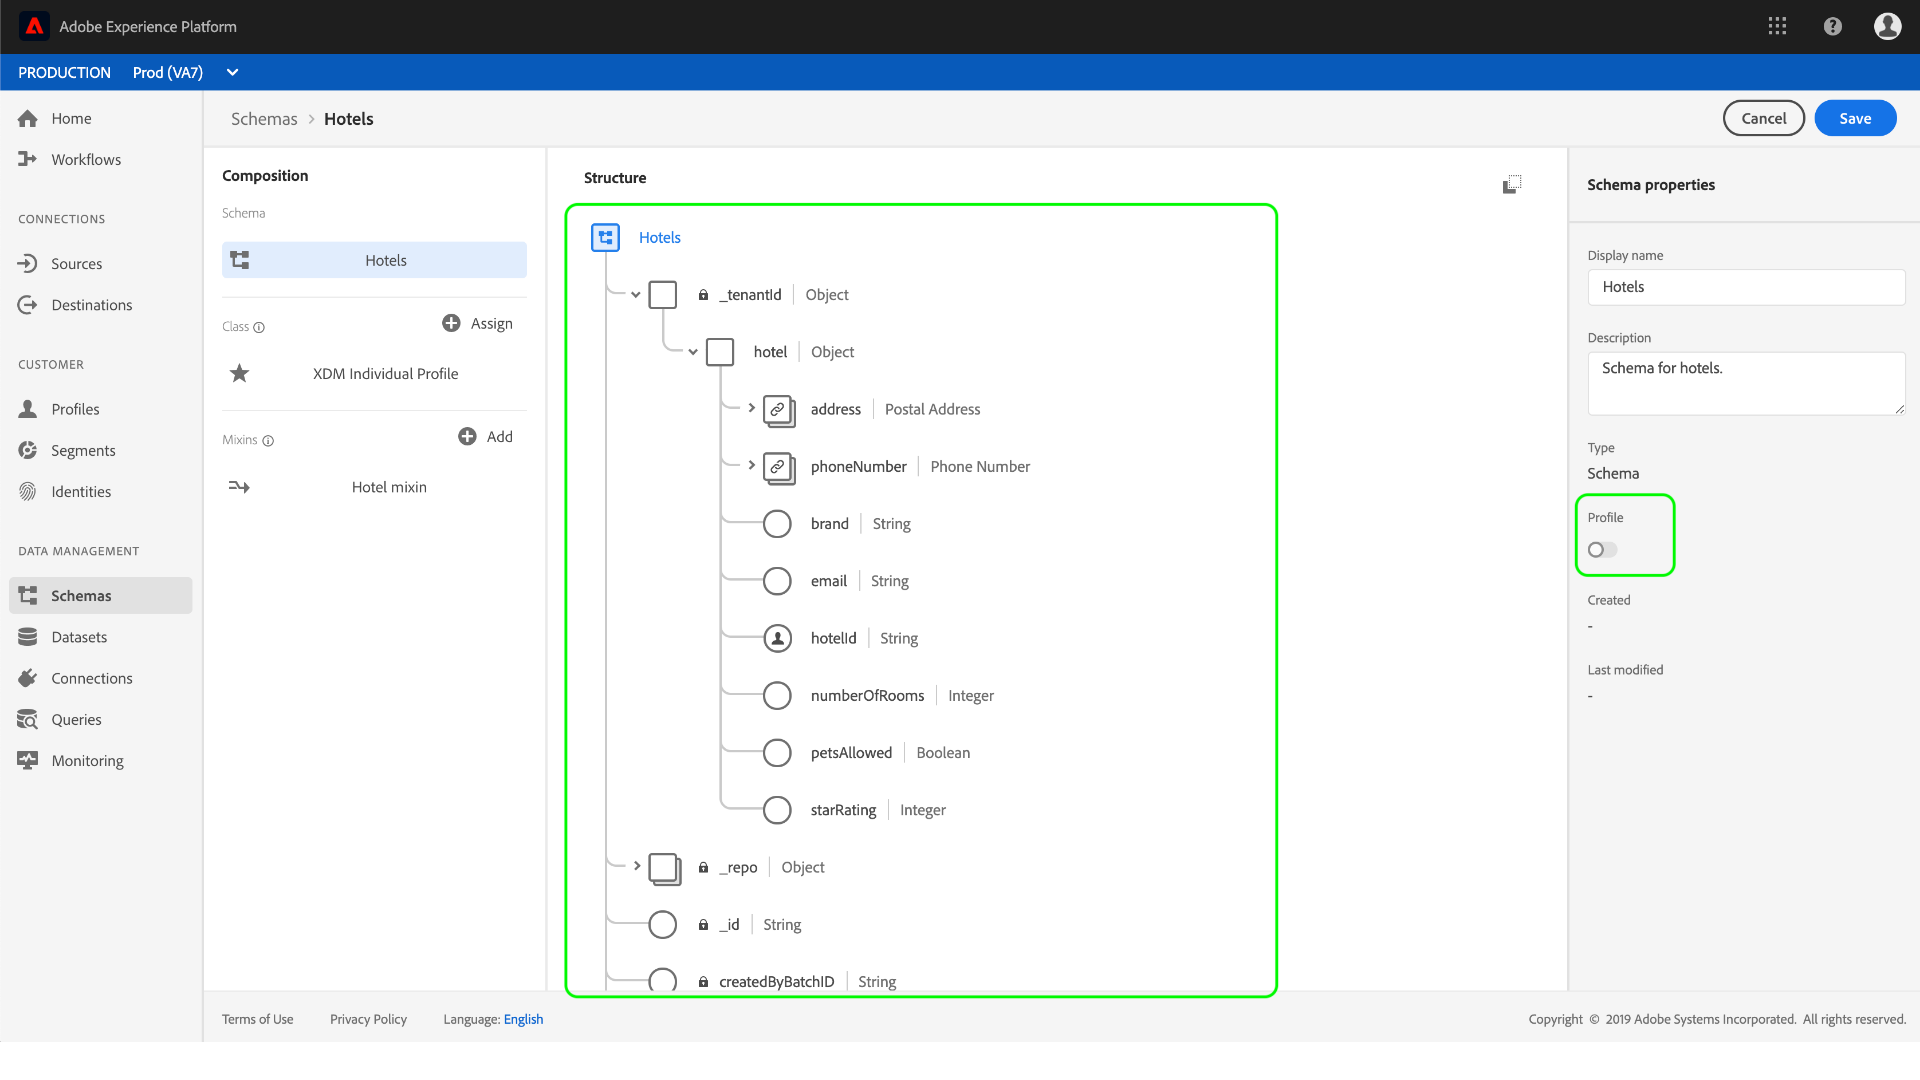 Adobe Experience Platform
PRODUCTION Prod (VA7)
Home
Workflows
CONNECTIONS
Sources
Destinations
CUSTOMER
Profiles
Segments
Identities
DATA MANAGEMENT
Schemas
Datasets
Connections
Queries
Monitoring
Schemas > Hotels
Cancel Save
Composition
Schema
Hotels
Class Assign
XDM Individual Profile
Mixins Add
Hotel mixin
Structure
Hotels
_tenantId Object
hotel Object
address Postal Address
phoneNumber Phone Number
brand String
email String
hotelId String
numberOfRooms Integer
petsAllowed Boolean
starRating Integer
_repo Object
_id String
createdByBatchID String
Schema properties
Display name
Hotels
Description
Schema for hotels.
Type
Schema
Profile
Created
-
Last modified
-
Terms of Use Privacy Policy Language: English
Copyright © 2019 Adobe Systems Incorporated. All rights reserved.